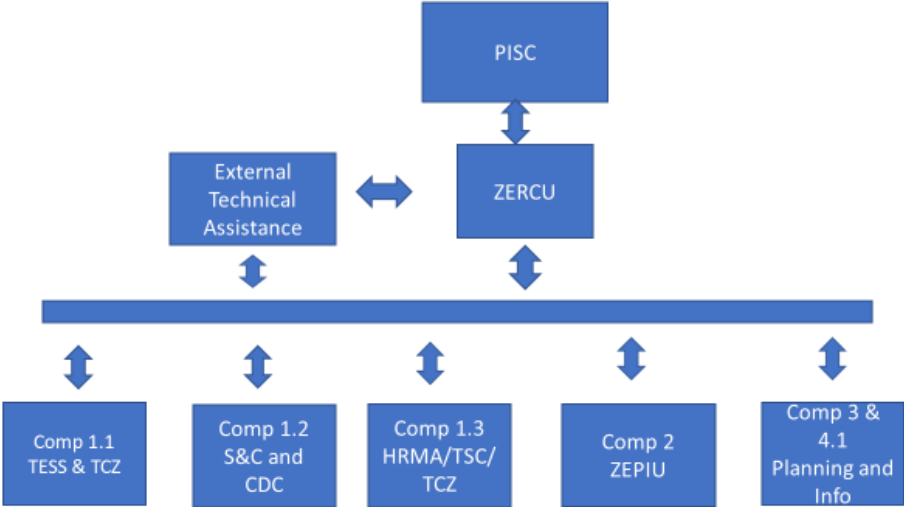 PISC
External
Technical
Assistance
ZERCU
Comp 1.1
TESS & TCZ
Comp 1.2
S&C and
CDC
Comp 1.3
HRMA/TSC/
TCZ
Comp 2
ZEPIU
Comp 3 &
4.1
Planning and
Info